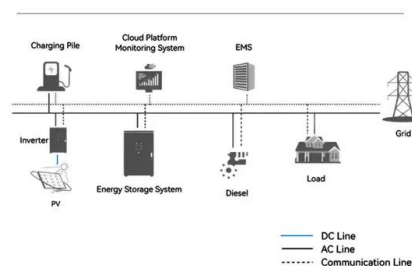 Charging Pile
Cloud Platform
Monitoring System
EMS
Grid
Inverter
PV
Energy Storage System
Diesel
Load
DC Line
AC Line
Communication Line